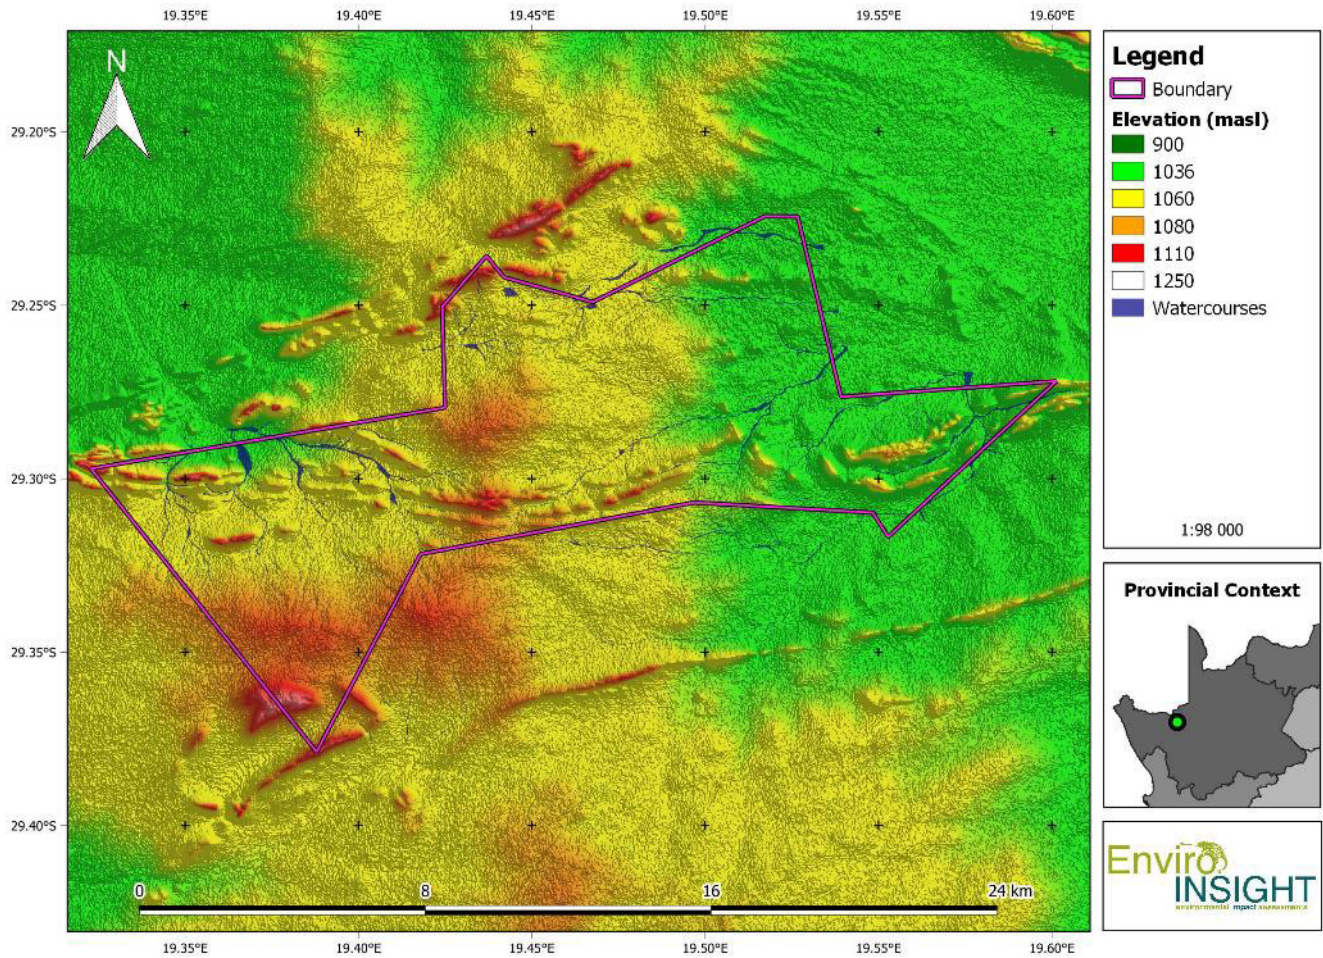 19.35°E 19.40°E 19.45°E 19.50°E 19.55°E 19.60°E
N
29.20°S
29.25°S
29.30°S
29.35°S
29.40°S
0 8 16 24 km
19.35°E 19.40°E 19.45°E 19.50°E 19.55°E 19.60°E
Legend
Boundary
Elevation (masl)
900
1036
1060
1080
1110
1250
Watercourses
1:98 000
Provincial Context
Enviro
INSIGHT
environmental impact assessments